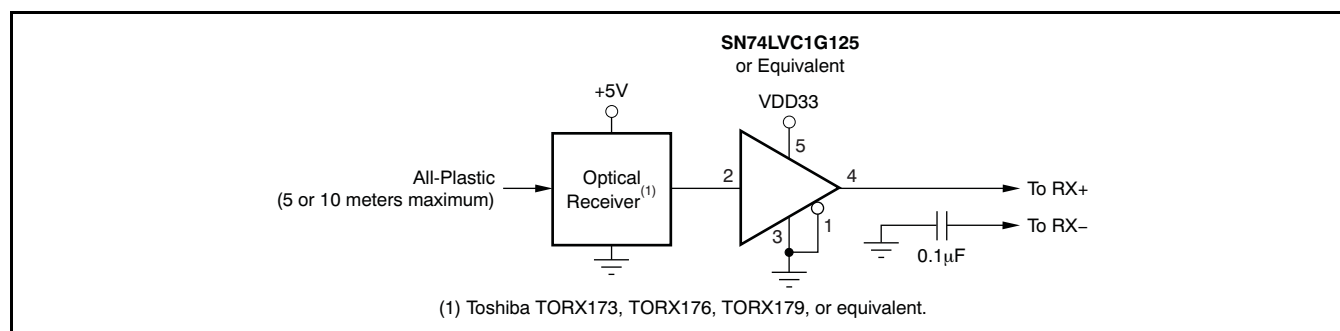 SN74LVC1G125
or Equivalent
+5V
VDD33
5
All-Plastic
(5 or 10 meters maximum)
Optical
Receiver(1)
2
4
To RX+
1
3
To RX−
0.1μF
(1) Toshiba TORX173, TORX176, TORX179, or equivalent.